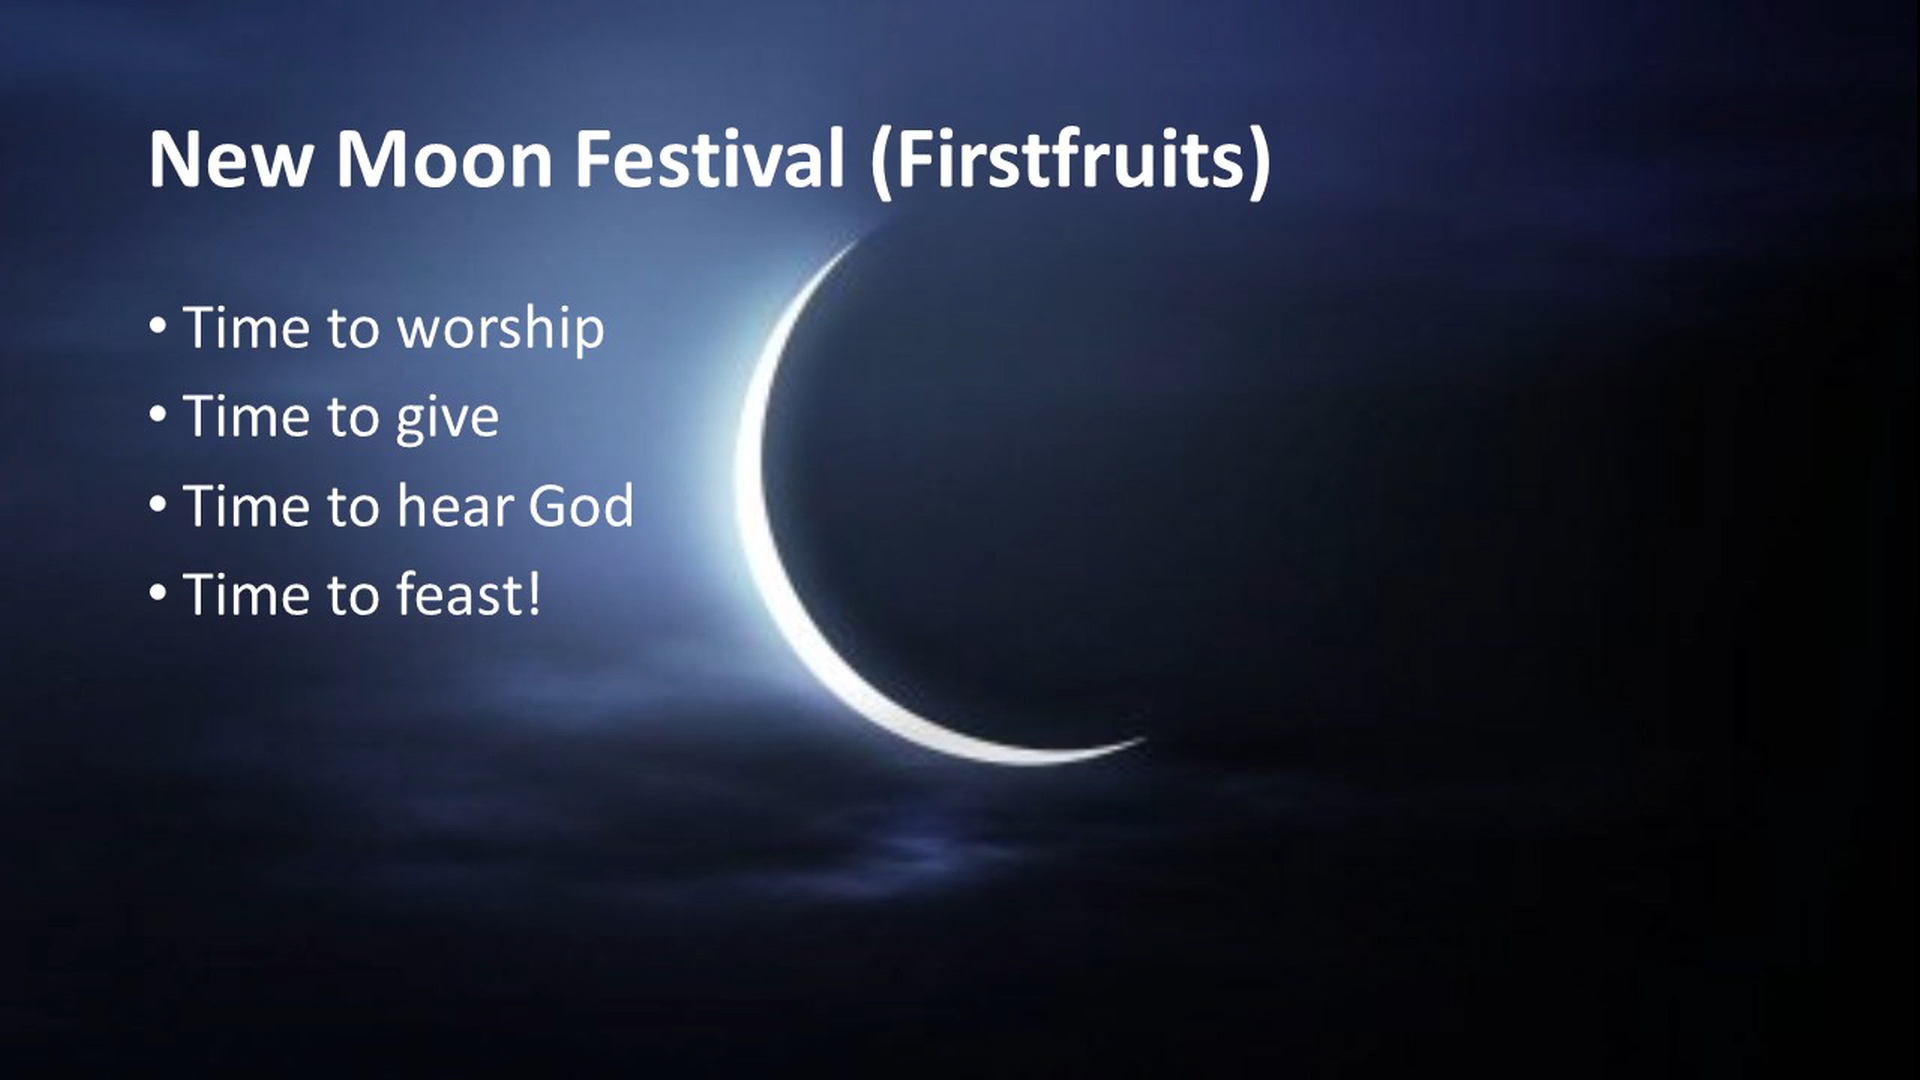 New Moon Festival (Firstfruits)
• Time to worship
• Time to give
• Time to hear God
• Time to feast!